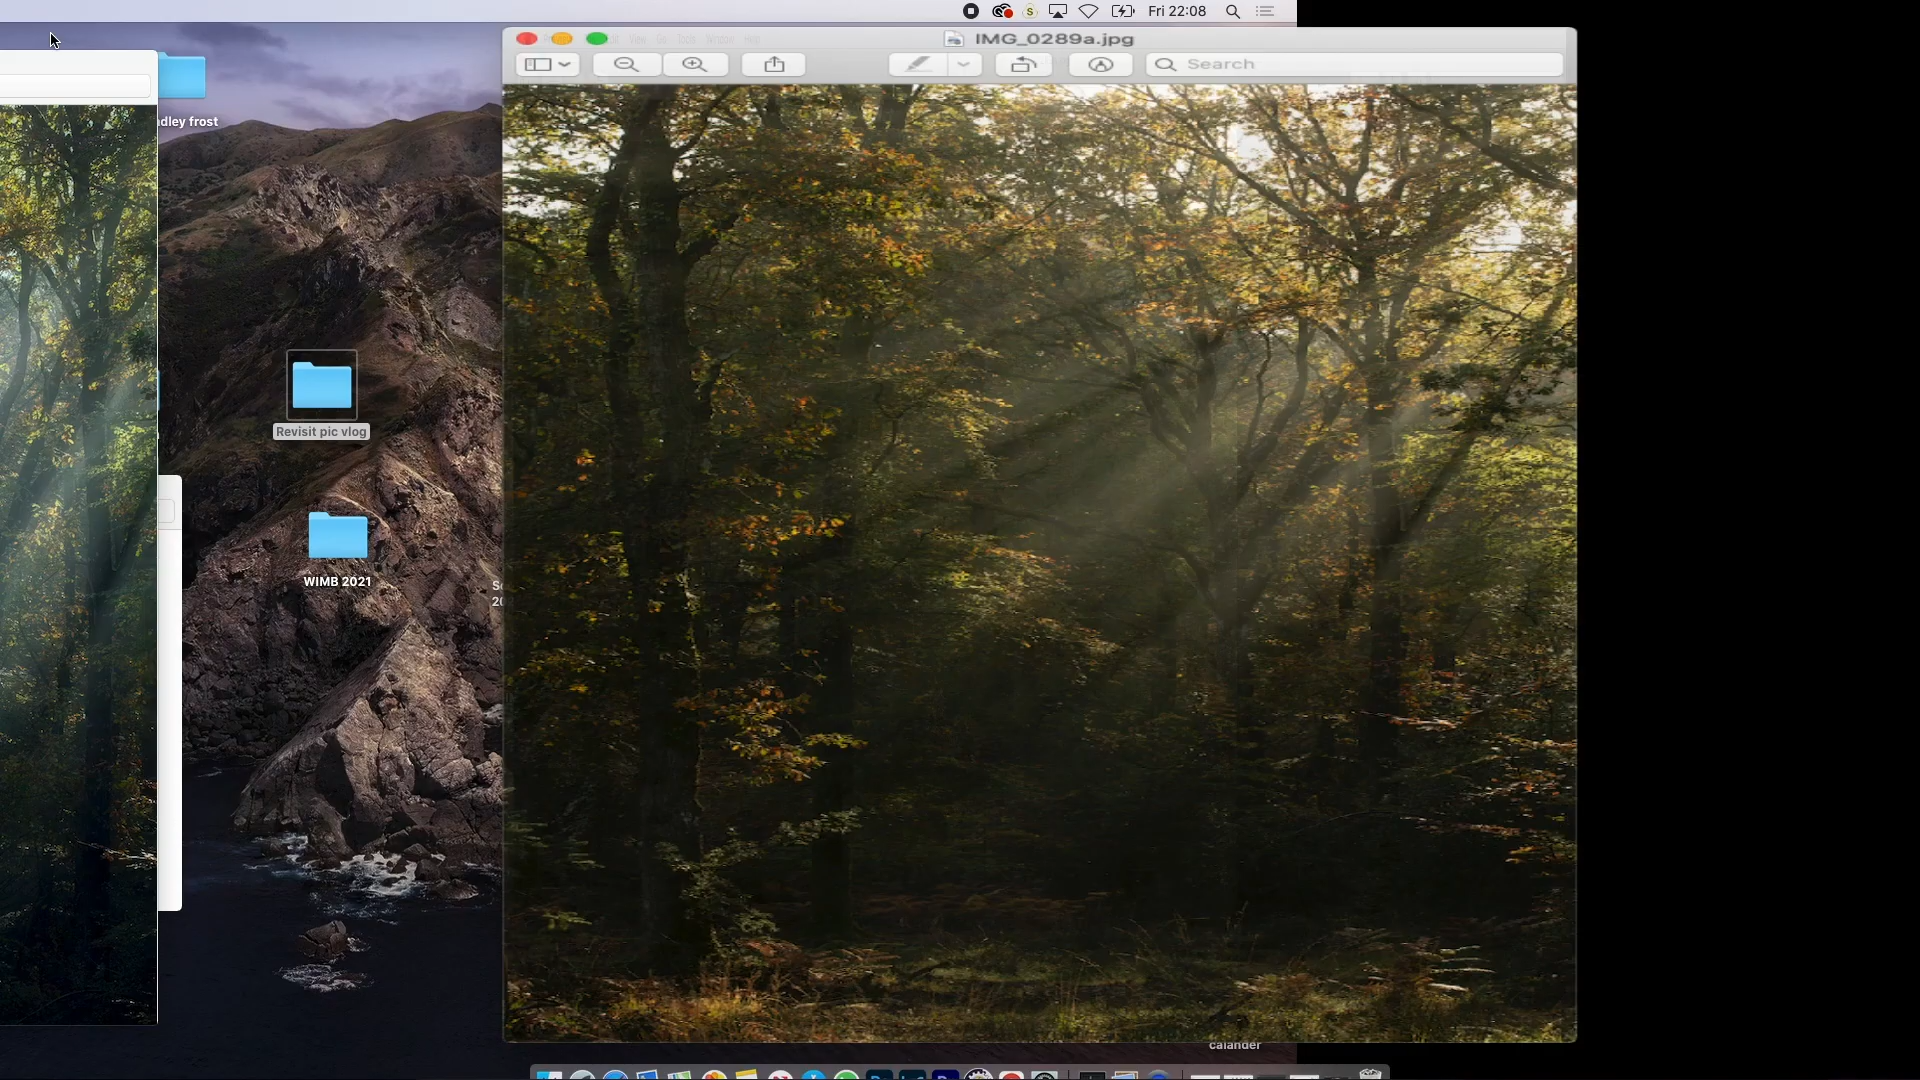 Fri 22:08
IMG_0289a.jpg
Search
dley frost
Revisit pic vlog
WIMB 2021
calander